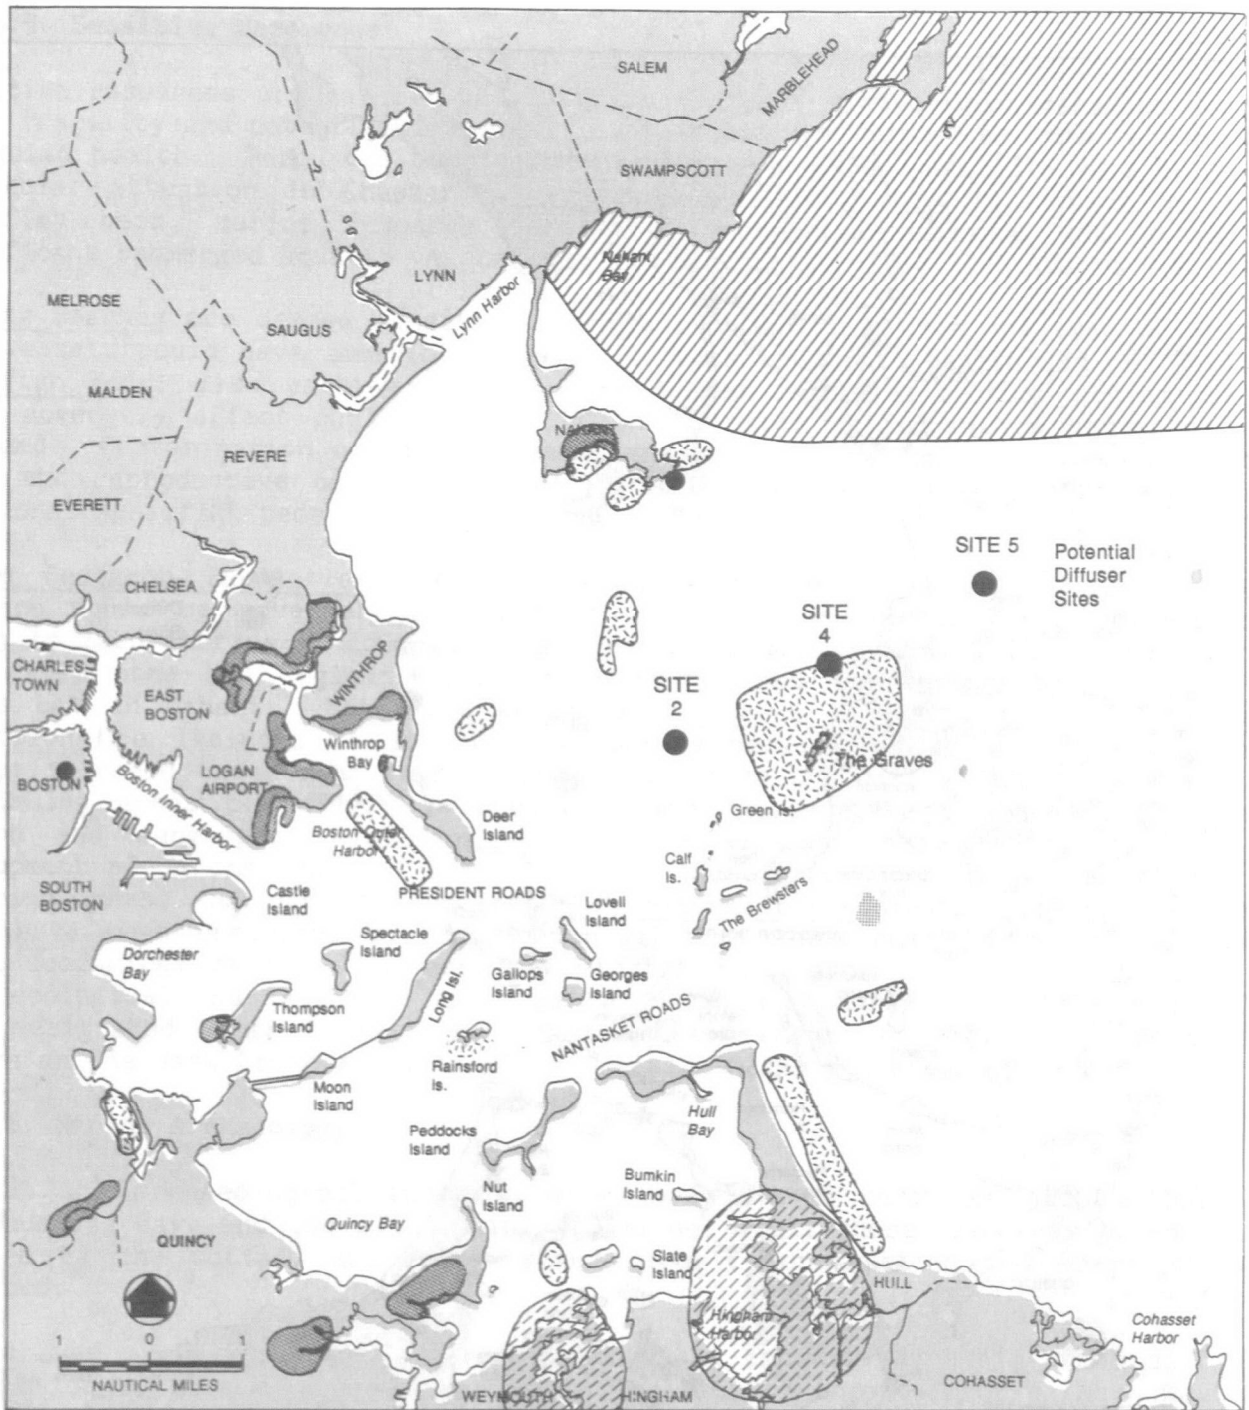 SALEM
MARBLEHEAD
SWAMPSCOTT
Nahant
Bay
LYNN
Lynn Harbor
MELROSE
SAUGUS
MALDEN
NAHANT
REVERE
EVERETT
SITE 5
Potential
Diffuser
Sites
CHELSEA
SITE
4
CHARLES
TOWN
EAST
BOSTON
WINTHROP
SITE
2
Winthrop
Bay
The Graves
BOSTON
Boston Inner Harbor
LOGAN
AIRPORT
Green Is.
Deer
Island
Boston Outer
Harbor
Calf
Is.
SOUTH
BOSTON
Castle
Island
PRESIDENT ROADS
The Brewsters
Lovell
Island
Spectacle
Island
Dorchester
Bay
Gallops
Island
Georges
Island
Long Isl.
Thompson
Island
NANTASKET ROADS
Rainsford
Is.
Moon
Island
Hull
Bay
Peddocks
Island
Bumkin
Island
Nut
Island
Quincy Bay
QUINCY
Slate
Island
HULL
Hingham
Harbor
Cohasset
Harbor
1 0 1
NAUTICAL MILES
WEYMOUTH
HINGHAM
COHASSET